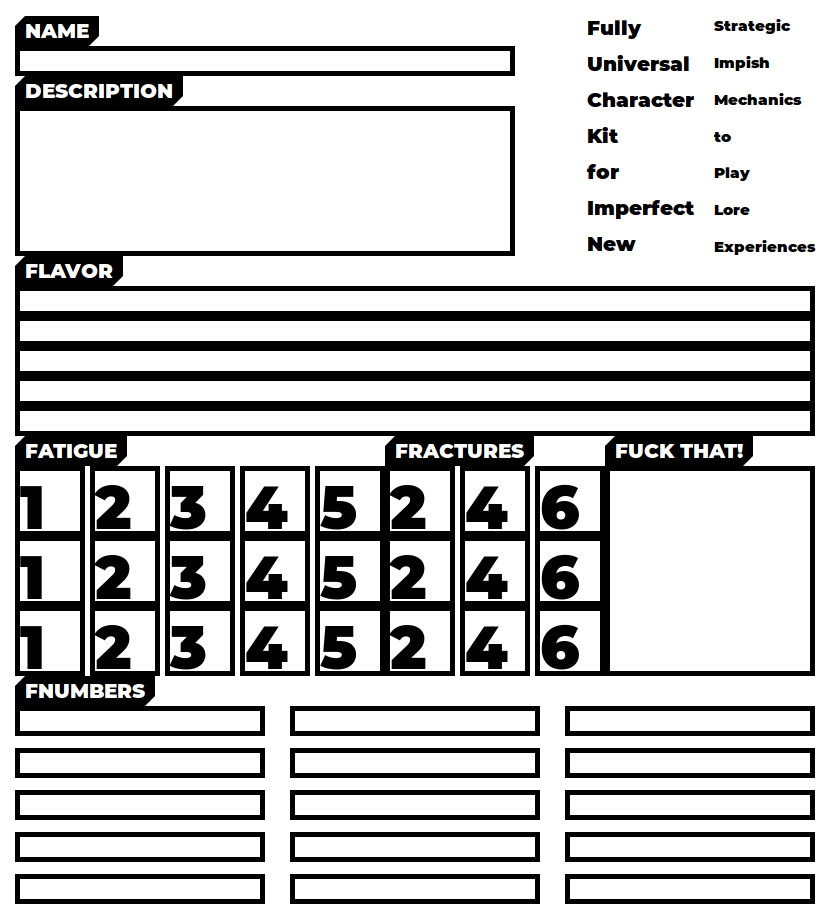 NAME
DESCRIPTION
Fully
Universal
Character
Kit
for
Imperfect
New
Strategic
Impish
Mechanics
to
Play
Lore
Experiences
FLAVOR
FATIGUE FRACTURES FUCK THAT!
1 2 3 4 5 2 4 6
1 2 3 4 5 2 4 6
1 2 3 4 5 2 4 6
FNUMBERS